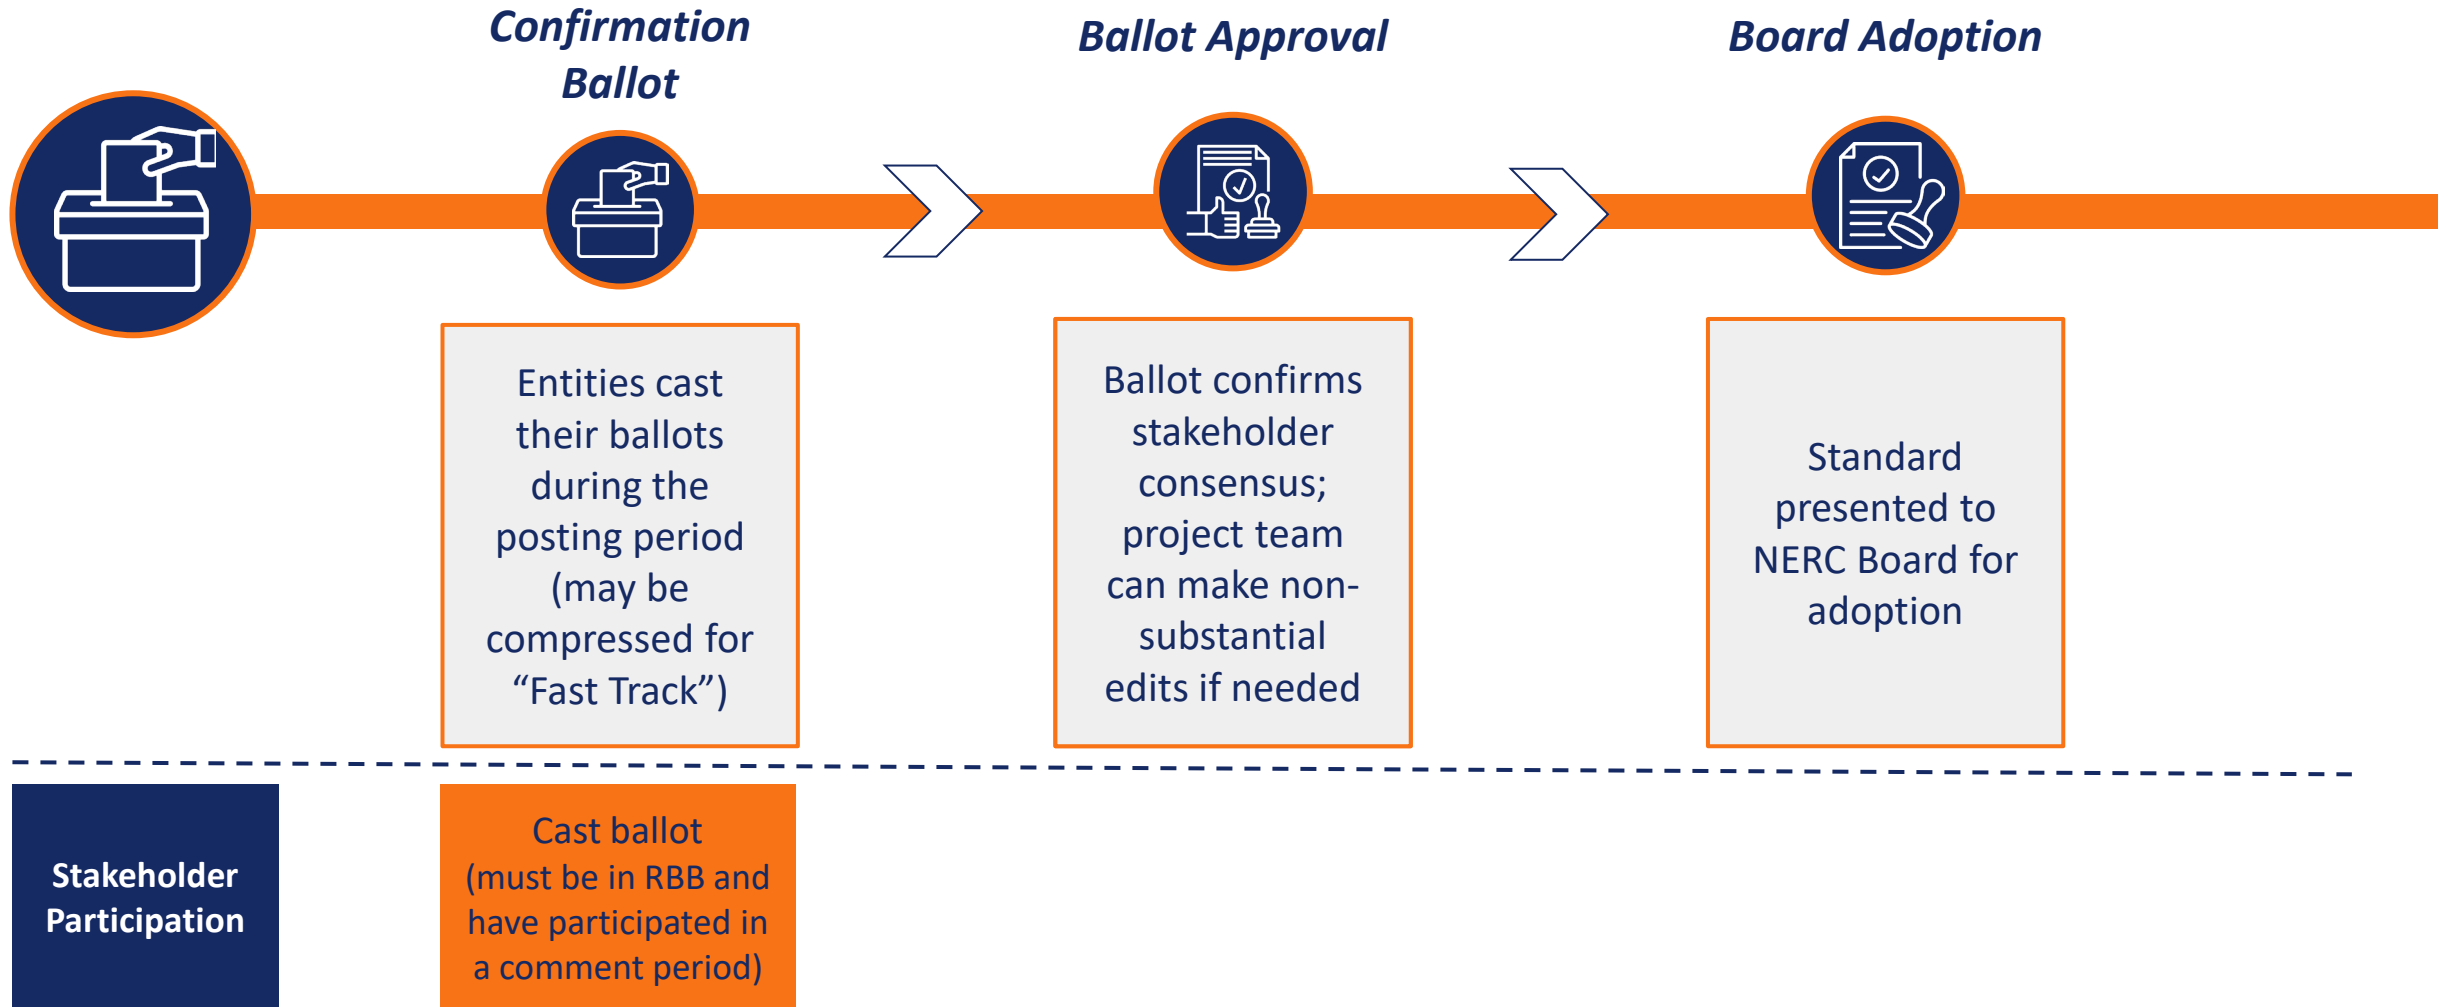 Confirmation
Ballot
Ballot Approval
Board Adoption
Entities cast
their ballots
during the
posting period
(may be
compressed for
“Fast Track”)
Ballot confirms
stakeholder
consensus;
project team
can make non-
substantial
edits if needed
Standard
presented to
NERC Board for
adoption
Stakeholder
Participation
Cast ballot
(must be in RBB and
have participated in
a comment period)